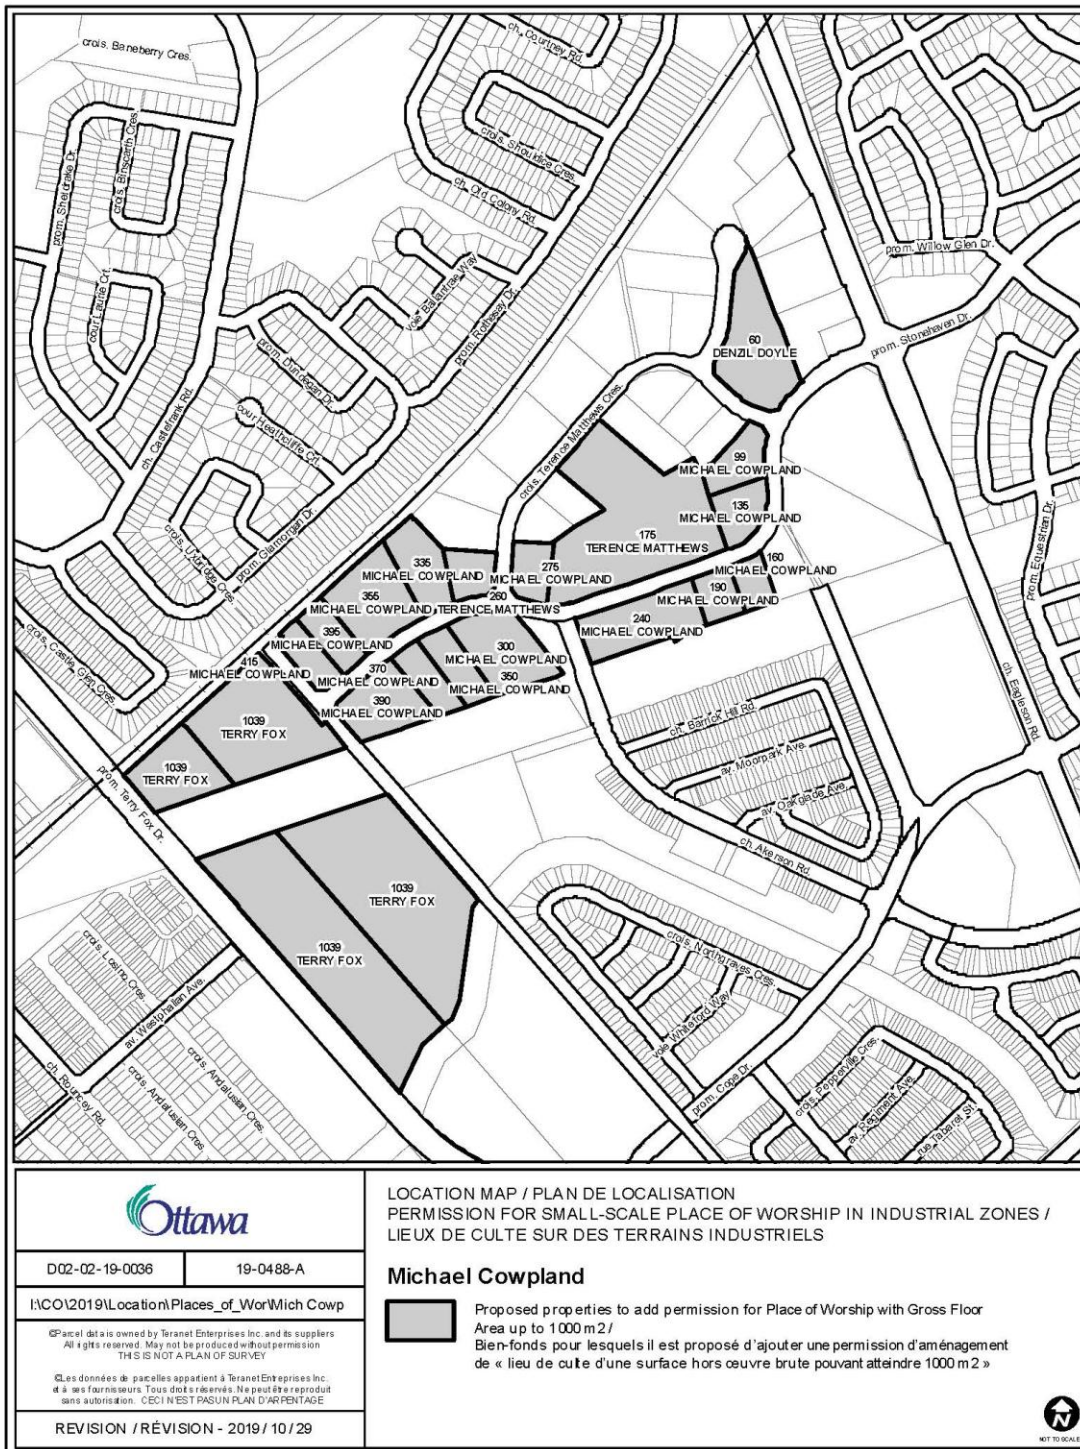 crois. Baneberry Cres.
ch. Courtney Rd.
crois. Binscarth Cres.
prom. Sheldrake Dr.
crois. Shouldice Cres.
ch. Old Colony Rd.
prom. Willow Glen Dr.
voie Ballantrae Way
cour Laurie Crt.
prom. Rothesay Dr.
prom. Stonehaven Dr.
60
DENZIL DOYLE
prom. Dundegan Dr.
ch. Castlefrank Rd.
cour Heathcliffe Crt.
crois. Terence Matthews Cres.
99
MICHAEL COWPLAND
135
MICHAEL COWPLAND
175
TERENCE MATTHEWS
crois. Uxbridge Cres.
prom. Glamorgan Dr.
prom. Equestrian Dr.
160
MICHAEL COWPLAND
335
MICHAEL COWPLAND
275
MICHAEL COWPLAND
190
MICHAEL COWPLAND
355
MICHAEL COWPLAND
260
TERENCE MATTHEWS
240
MICHAEL COWPLAND
395
MICHAEL COWPLAND
300
MICHAEL COWPLAND
415
MICHAEL COWPLAND
370
MICHAEL COWPLAND
350
MICHAEL COWPLAND
390
MICHAEL COWPLAND
crois. Castle Glen Cres.
ch. Eagleson Rd.
ch. Barrick Hill Rd.
1039
TERRY FOX
1039
TERRY FOX
av. Moorpark Ave.
av. Oakglade Ave.
prom. Terry Fox Dr.
ch. Akerson Rd.
1039
TERRY FOX
1039
TERRY FOX
crois. Northgraves Cres.
crois. Losino Cres.
av. Westphalian Ave.
voie Whiteford Way
ch. Rouncey Rd.
crois. Andalusian Cres.
crois. Andalusian Cres.
prom. Cope Dr.
crois. Pepperville Cres.
av. Regiment Ave.
rue Tabaret St.
Ottawa
D02-02-19-0036
19-0488-A
I:\CO\2019\Location\Places_of_Wor\Mich Cowp
©Parcel data is owned by Teranet Enterprises Inc. and its suppliers
All rights reserved. May not be produced without permission
THIS IS NOT A PLAN OF SURVEY
©Les données de parcelles appartient à Teranet Entreprises Inc.
et à ses fournisseurs. Tous droits réservés. Ne peut être reproduit
sans autorisation. CECI N'EST PAS UN PLAN D'ARPENTAGE
REVISION / RÉVISION - 2019 / 10 / 29
LOCATION MAP / PLAN DE LOCALISATION
PERMISSION FOR SMALL-SCALE PLACE OF WORSHIP IN INDUSTRIAL ZONES /
LIEUX DE CULTE SUR DES TERRAINS INDUSTRIELS
Michael Cowpland
Proposed properties to add permission for Place of Worship with Gross Floor
Area up to 1000 m2 /
Bien-fonds pour lesquels il est proposé d'ajouter une permission d'aménagement
de « lieu de culte d'une surface hors œuvre brute pouvant atteindre 1000 m2 »
N
NOT TO SCALE